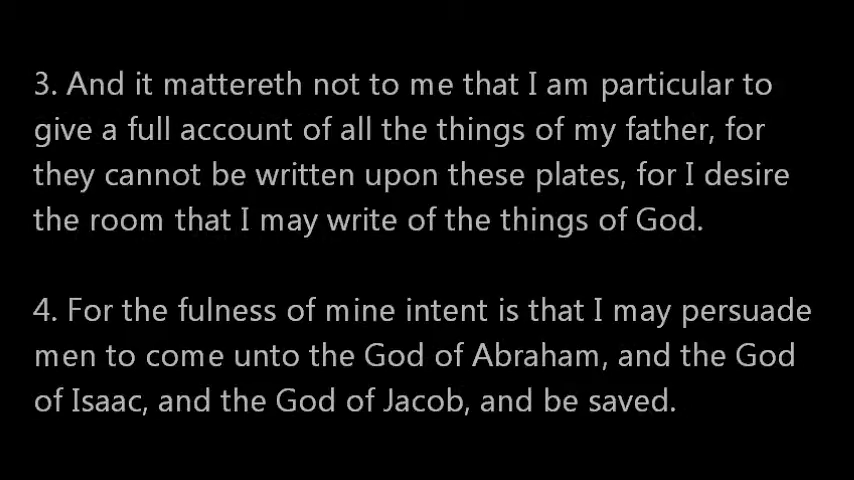 3. And it mattereth not to me that I am particular to
give a full account of all the things of my father, for
they cannot be written upon these plates, for I desire
the room that I may write of the things of God.
4. For the fulness of mine intent is that I may persuade
men to come unto the God of Abraham, and the God
of Isaac, and the God of Jacob, and be saved.